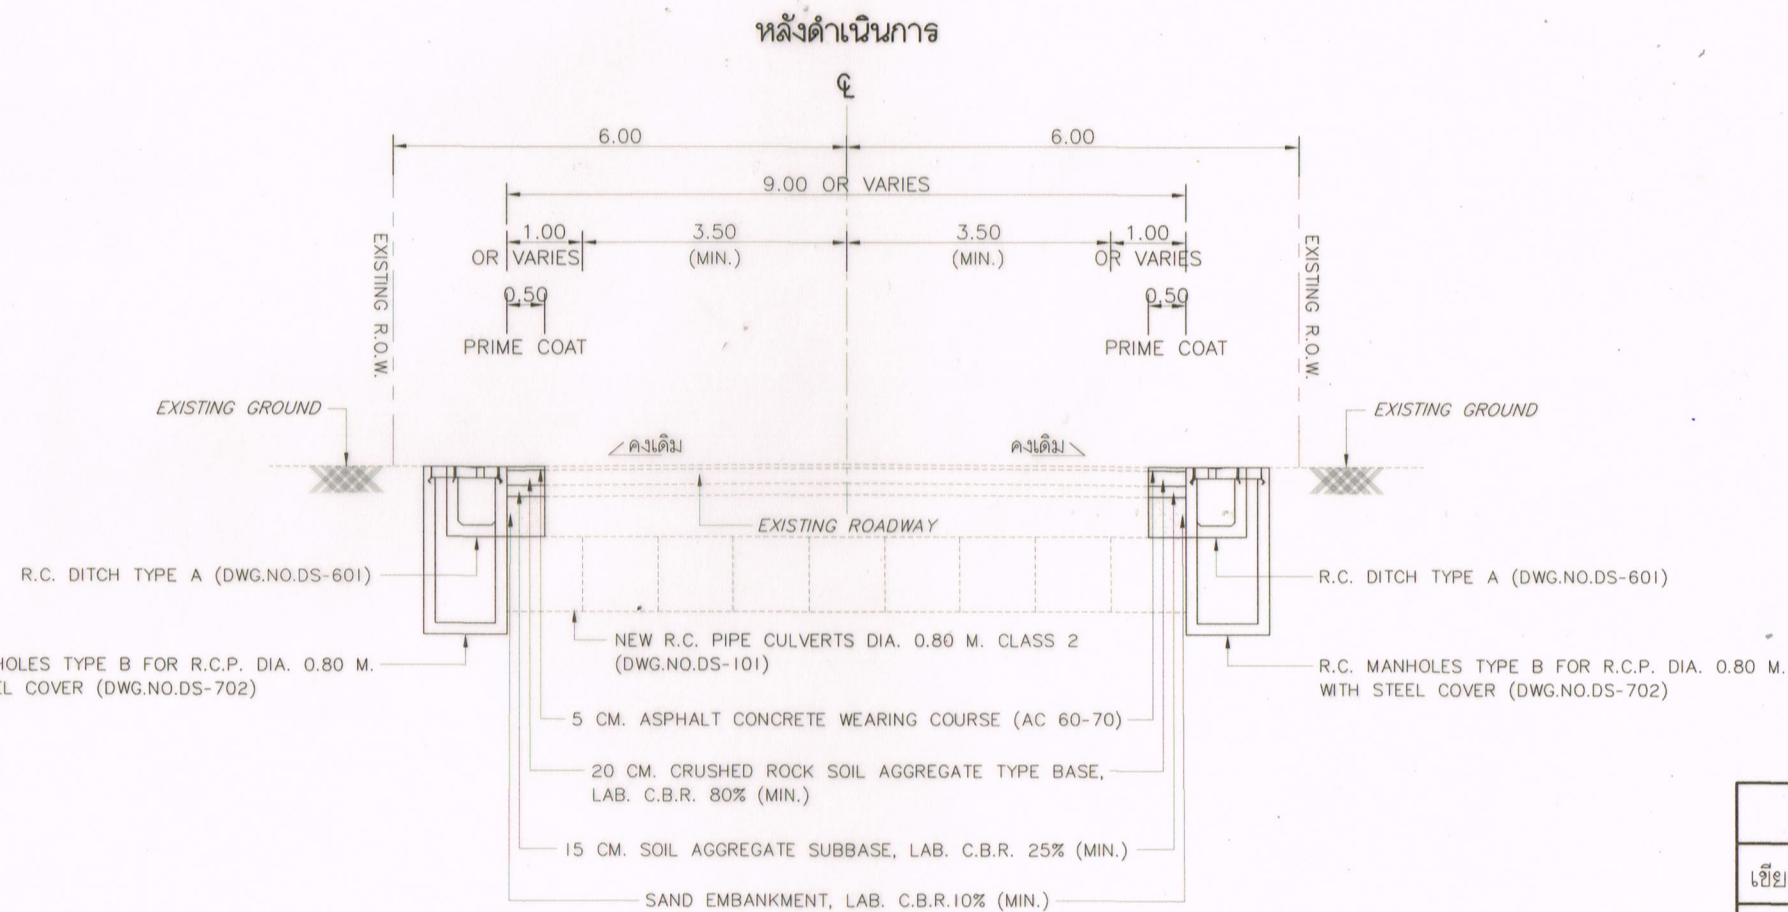 หลังดำเนินการ
℄
6.00 6.00
9.00 OR VARIES
1.00 3.50 3.50 1.00
OR VARIES (MIN.) (MIN.) OR VARIES
0.50 0.50
PRIME COAT PRIME COAT
EXISTING R.O.W.
EXISTING R.O.W.
EXISTING GROUND EXISTING GROUND
คงเดิม คงเดิม
EXISTING ROADWAY
R.C. DITCH TYPE A (DWG.NO.DS-601) R.C. DITCH TYPE A (DWG.NO.DS-601)
NEW R.C. PIPE CULVERTS DIA. 0.80 M. CLASS 2
(DWG.NO.DS-101)
HOLES TYPE B FOR R.C.P. DIA. 0.80 M.
EL COVER (DWG.NO.DS-702)
R.C. MANHOLES TYPE B FOR R.C.P. DIA. 0.80 M.
WITH STEEL COVER (DWG.NO.DS-702)
5 CM. ASPHALT CONCRETE WEARING COURSE (AC 60-70)
20 CM. CRUSHED ROCK SOIL AGGREGATE TYPE BASE,
LAB. C.B.R. 80% (MIN.)
15 CM. SOIL AGGREGATE SUBBASE, LAB. C.B.R. 25% (MIN.)
SAND EMBANKMENT, LAB. C.B.R.10% (MIN.)
เขีย